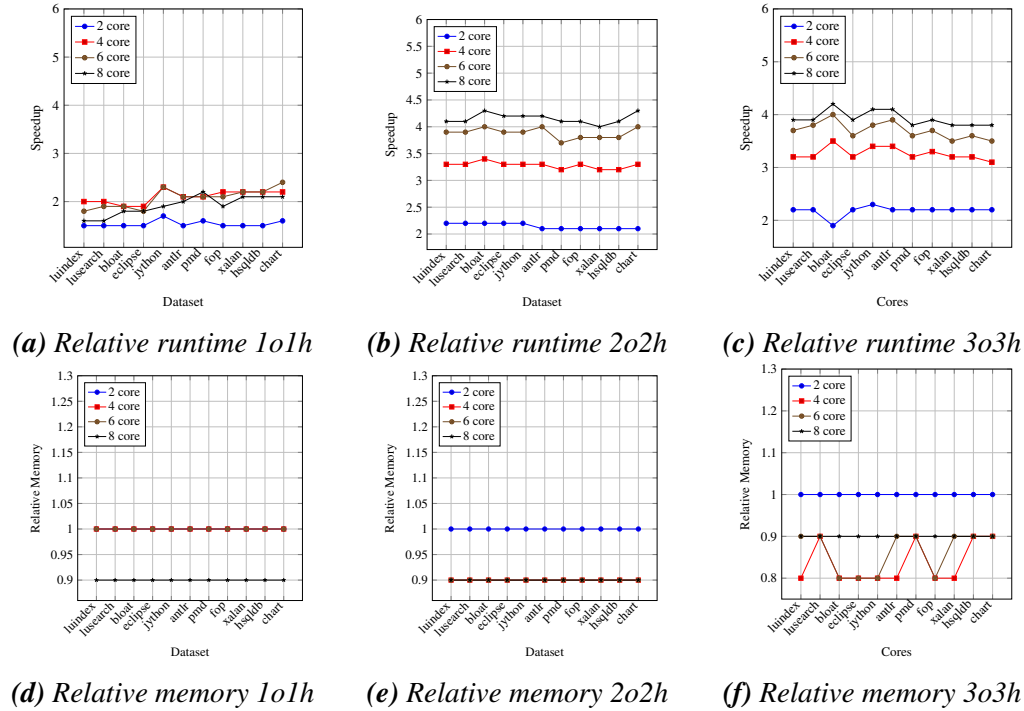 6
4
2
Speedup
2 core
4 core
6 core
8 core
luindex
lusearch
bloat
eclipse
jython
antlr
pmd
fop
xalan
hsqldb
chart
Dataset
(a) Relative runtime 1o1h
6
5.5
5
4.5
4
3.5
3
2.5
2
Speedup
2 core
4 core
6 core
8 core
luindex
lusearch
bloat
eclipse
jython
antlr
pmd
fop
xalan
hsqldb
chart
Dataset
(b) Relative runtime 2o2h
6
5
4
3
2
Speedup
2 core
4 core
6 core
8 core
luindex
lusearch
bloat
eclipse
jython
antlr
pmd
fop
xalan
hsqldb
chart
Cores
(c) Relative runtime 3o3h
1.3
1.25
1.2
1.15
1.1
1.05
1
0.95
0.9
Relative Memory
2 core
4 core
6 core
8 core
luindex
lusearch
bloat
eclipse
jython
antlr
pmd
fop
xalan
hsqldb
chart
Dataset
(d) Relative memory 1o1h
1.3
1.25
1.2
1.15
1.1
1.05
1
0.95
0.9
Relative Memory
2 core
4 core
6 core
8 core
luindex
lusearch
bloat
eclipse
jython
antlr
pmd
fop
xalan
hsqldb
chart
Dataset
(e) Relative memory 2o2h
1.3
1.2
1.1
1
0.9
0.8
Relative Memory
2 core
4 core
6 core
8 core
luindex
lusearch
bloat
eclipse
jython
antlr
pmd
fop
xalan
hsqldb
chart
Cores
(f) Relative memory 3o3h